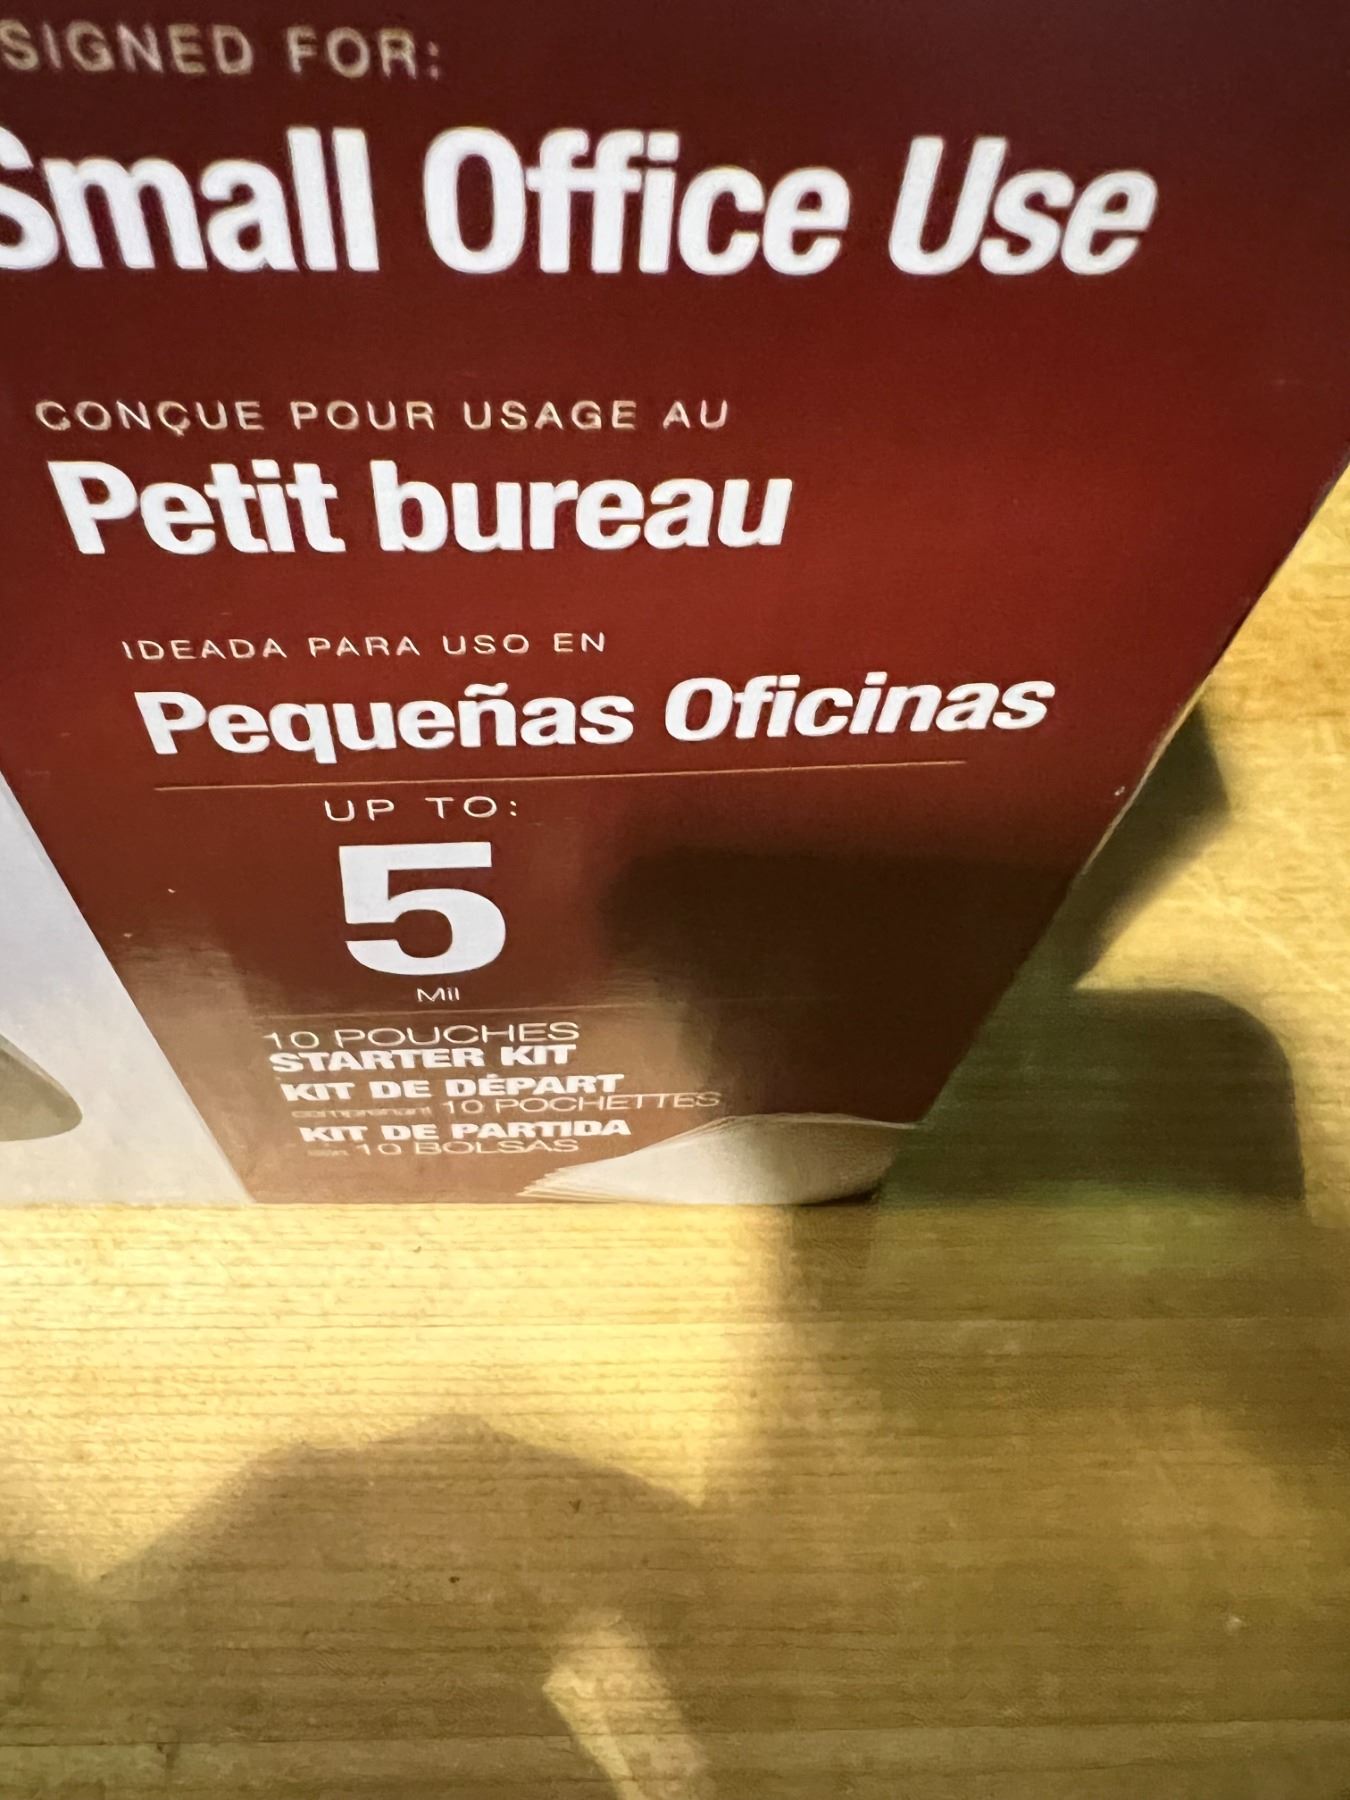 SIGNED FOR:
Small Office Use
CONÇUE POUR USAGE AU
Petit bureau
IDEADA PARA USO EN
Pequeñas Oficinas
UP TO:
5
Mil
10 POUCHES
STARTER KIT
KIT DE DÉPART
comprenant 10 POCHETTES
KIT DE PARTIDA
10 BOLSAS